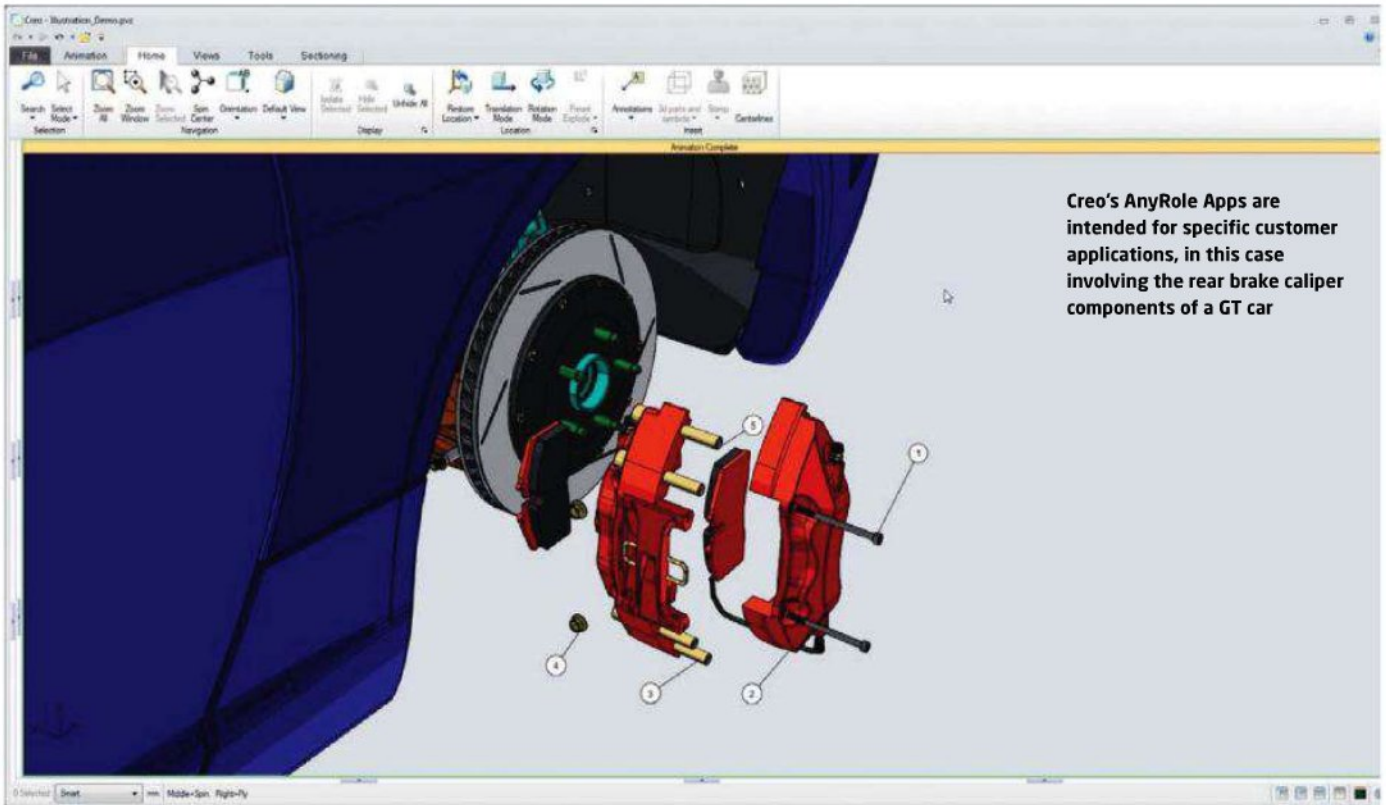 Creo - Illustration_Demo.pvz
File Animation Home Views Tools Sectioning
Search
Select Mode
Zoom All
Zoom Window
Zoom Selected
Spin Center
Orientation
Default View
Isolate Selected
Hide Selected
Unhide All
Restore Location
Translation Mode
Rotation Mode
Preset Explode
Annotations
3d parts and symbols
Stamp
Centerlines
Selection Navigation Display Location Insert
Animation Complete
Creo's AnyRole Apps are
intended for specific customer
applications, in this case
involving the rear brake caliper
components of a GT car
5
1
4
3
2
0 Selected Smart mm Middle=Spin Right=Fly